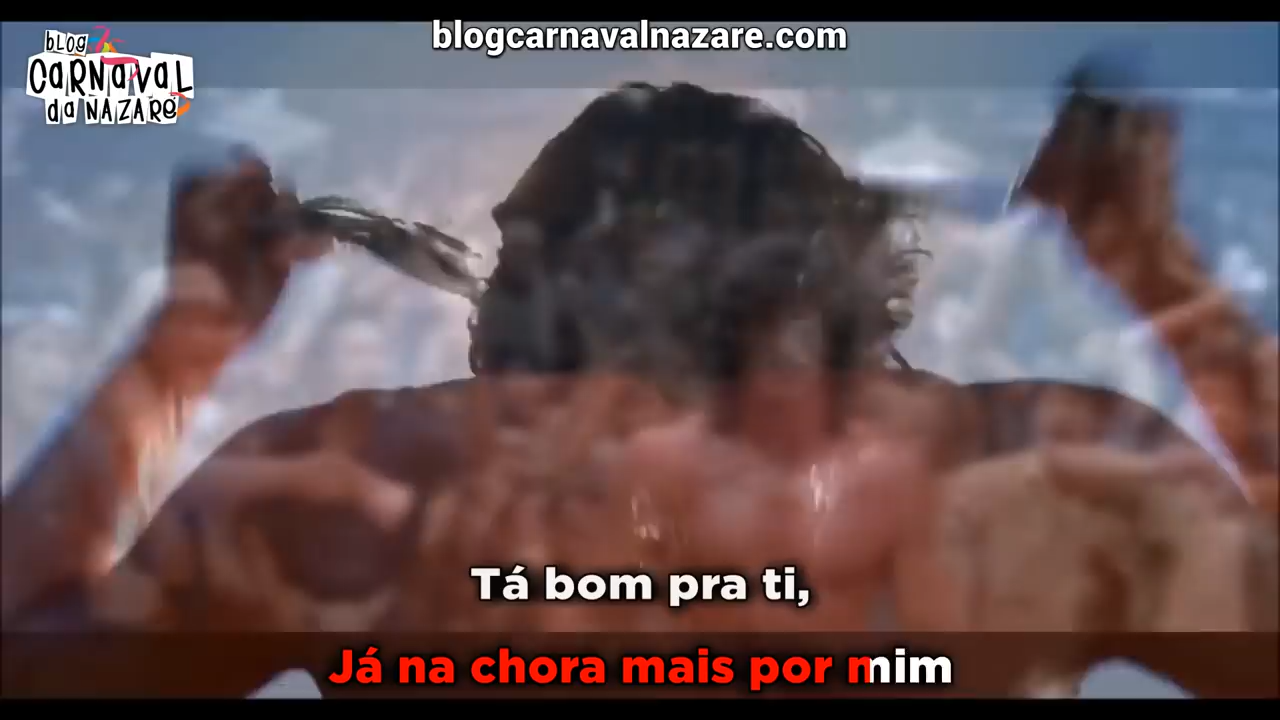 blogcarnavalnazare.com
BLOG
CARNAVAL
da NAZARÉ
Tá bom pra ti,
Já na chora mais por mim